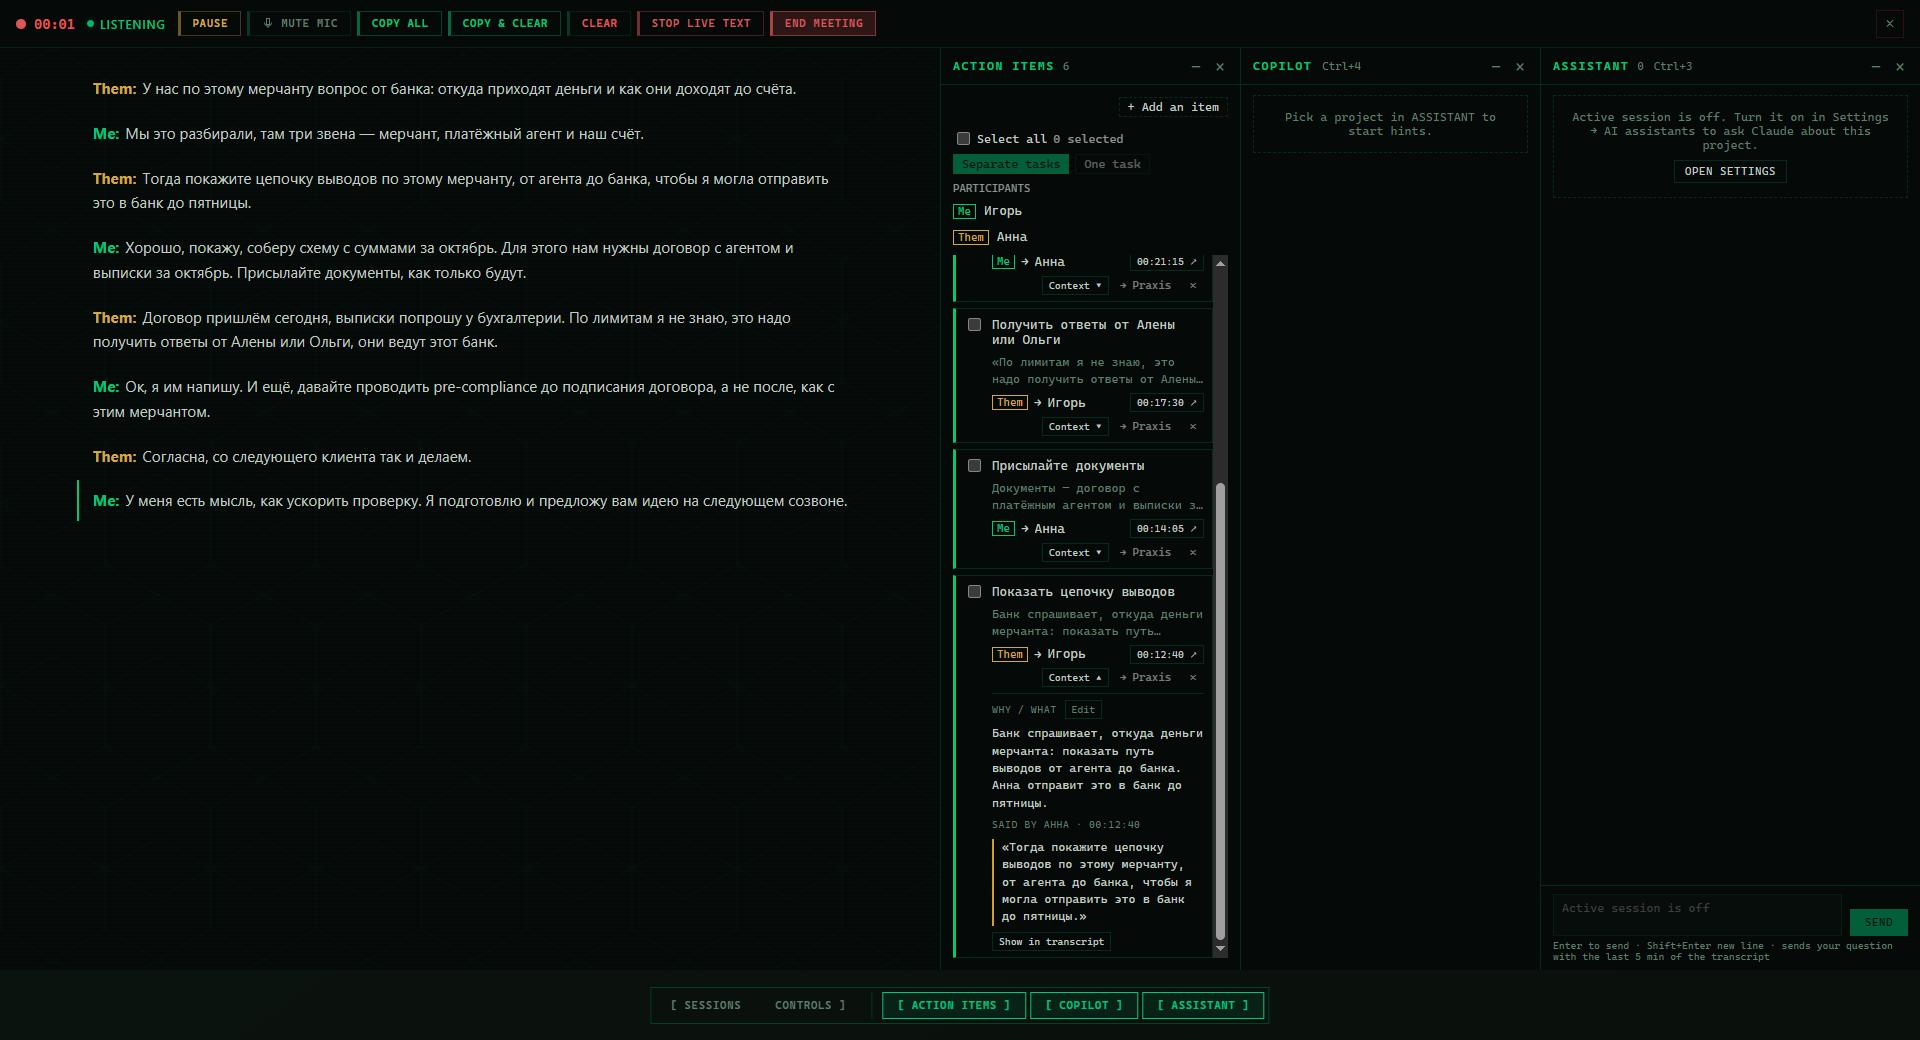 00:01 LISTENING PAUSE MUTE MIC COPY ALL COPY & CLEAR CLEAR STOP LIVE TEXT END MEETING ×
Them: У нас по этому мерчанту вопрос от банка: откуда приходят деньги и как они доходят до счёта.
Me: Мы это разбирали, там три звена — мерчант, платёжный агент и наш счёт.
Them: Тогда покажите цепочку выводов по этому мерчанту, от агента до банка, чтобы я могла отправить
это в банк до пятницы.
Me: Хорошо, покажу, соберу схему с суммами за октябрь. Для этого нам нужны договор с агентом и
выписки за октябрь. Присылайте документы, как только будут.
Them: Договор пришлём сегодня, выписки попрошу у бухгалтерии. По лимитам я не знаю, это надо
получить ответы от Алены или Ольги, они ведут этот банк.
Me: Ок, я им напишу. И ещё, давайте проводить pre-compliance до подписания договора, а не после, как с
этим мерчантом.
Them: Согласна, со следующего клиента так и делаем.
Me: У меня есть мысль, как ускорить проверку. Я подготовлю и предложу вам идею на следующем созвоне.
ACTION ITEMS 6 − ×
+ Add an item
Select all 0 selected
Separate tasks One task
PARTICIPANTS
Me Игорь
Them Анна
Me → Анна 00:21:15 ↗
Context ▾ → Praxis ×
Получить ответы от Алены
или Ольги
«По лимитам я не знаю, это
надо получить ответы от Алены…
Them → Игорь 00:17:30 ↗
Context ▾ → Praxis ×
Присылайте документы
Документы — договор с
платёжным агентом и выписки з…
Me → Анна 00:14:05 ↗
Context ▾ → Praxis ×
Показать цепочку выводов
Банк спрашивает, откуда деньги
мерчанта: показать путь…
Them → Игорь 00:12:40 ↗
Context ▴ → Praxis ×
WHY / WHAT Edit
Банк спрашивает, откуда деньги
мерчанта: показать путь
выводов от агента до банка.
Анна отправит это в банк до
пятницы.
SAID BY АННА · 00:12:40
«Тогда покажите цепочку
выводов по этому мерчанту,
от агента до банка, чтобы я
могла отправить это в банк
до пятницы.»
Show in transcript
COPILOT Ctrl+4 − ×
Pick a project in ASSISTANT to
start hints.
ASSISTANT 0 Ctrl+3 − ×
Active session is off. Turn it on in Settings
→ AI assistants to ask Claude about this
project.
OPEN SETTINGS
Active session is off
SEND
Enter to send · Shift+Enter new line · sends your question
with the last 5 min of the transcript
[ SESSIONS CONTROLS ] [ ACTION ITEMS ] [ COPILOT ] [ ASSISTANT ]